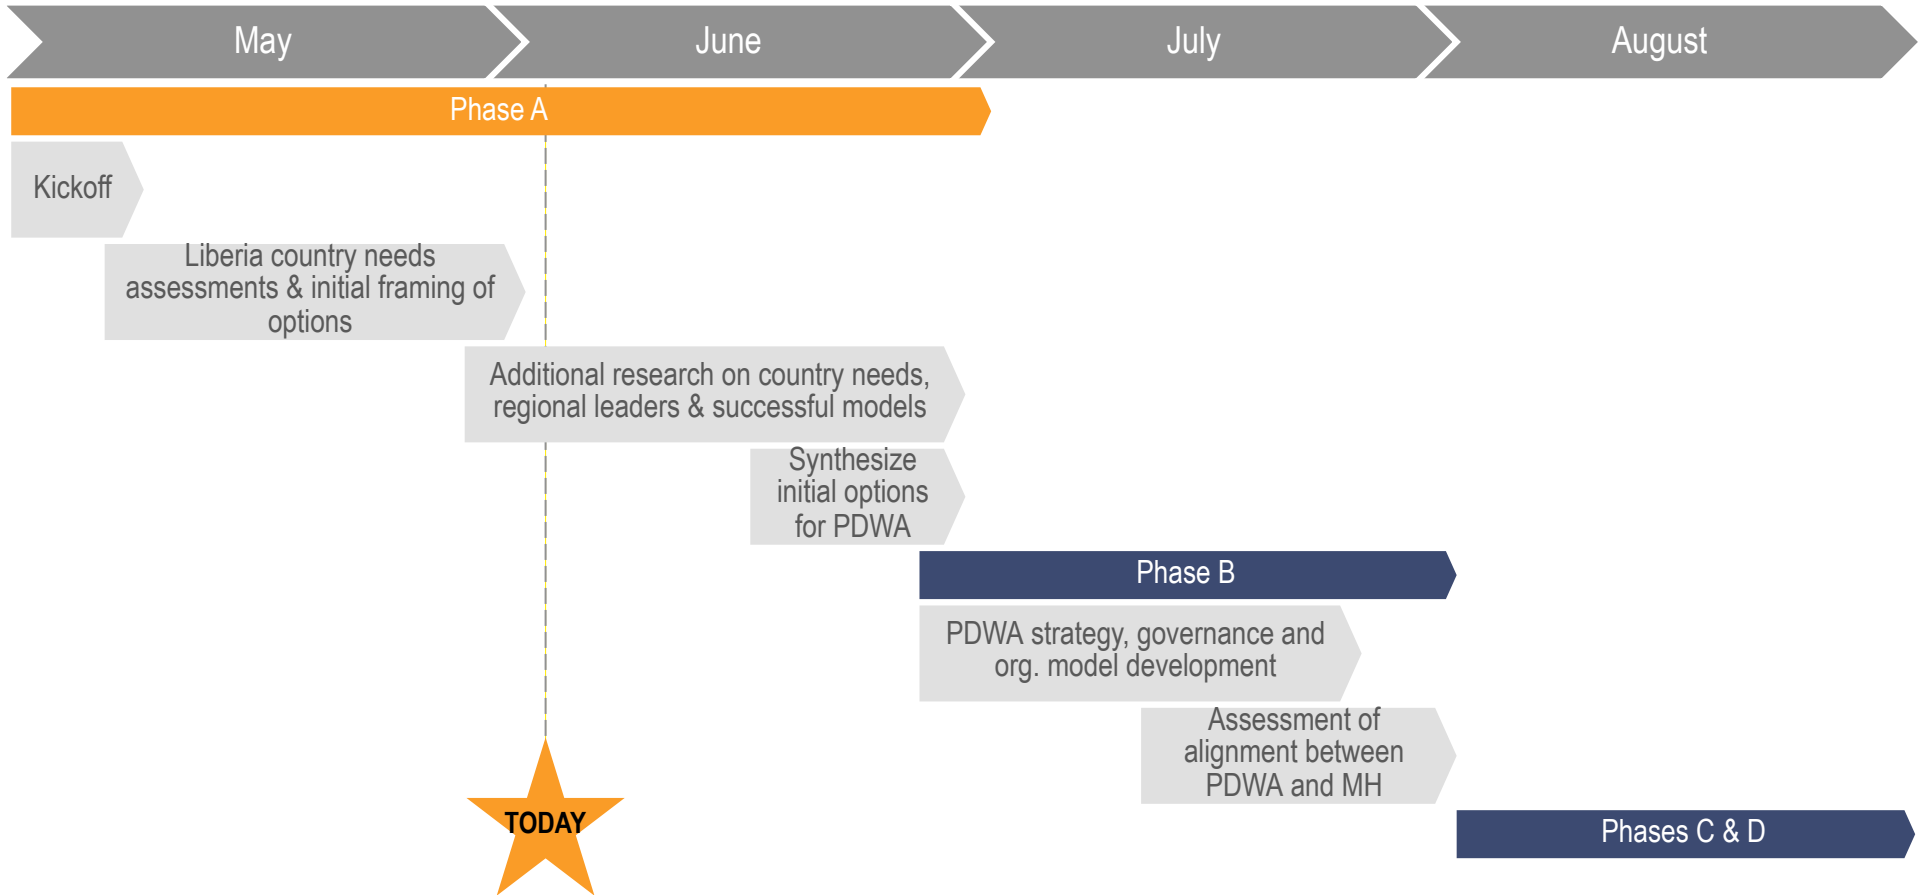 May
June
July
August
Phase A
Kickoff
Liberia country needs
assessments & initial framing of
options
Additional research on country needs,
regional leaders & successful models
Synthesize
initial options
for PDWA
Phase B
PDWA strategy, governance and
org. model development
Assessment of
alignment between
PDWA and MH
TODAY
Phases C & D